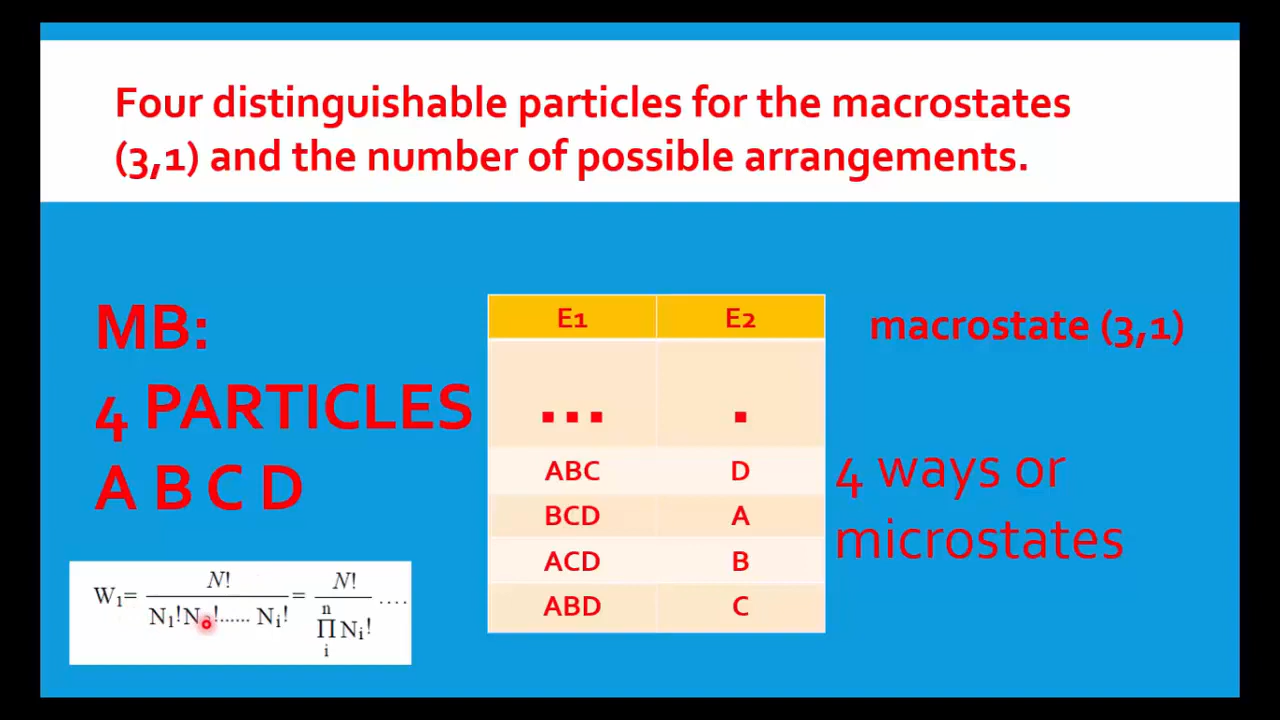 Four distinguishable particles for the macrostates
(3,1) and the number of possible arrangements.
MB:
4 PARTICLES
A B C D
E1 E2
... .
ABC D
BCD A
ACD B
ABD C
macrostate (3,1)
4 ways or
microstates
W₁= N! / N₁!N₂!...... Nᵢ! = N! / n ∏ i Nᵢ! ....